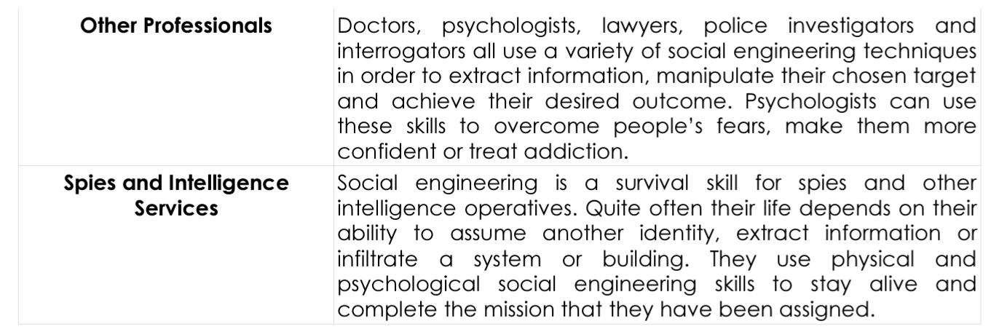 Other Professionals
Doctors, psychologists, lawyers, police investigators and
interrogators all use a variety of social engineering techniques
in order to extract information, manipulate their chosen target
and achieve their desired outcome. Psychologists can use
these skills to overcome people’s fears, make them more
confident or treat addiction.
Spies and Intelligence
Services
Social engineering is a survival skill for spies and other
intelligence operatives. Quite often their life depends on their
ability to assume another identity, extract information or
infiltrate a system or building. They use physical and
psychological social engineering skills to stay alive and
complete the mission that they have been assigned.